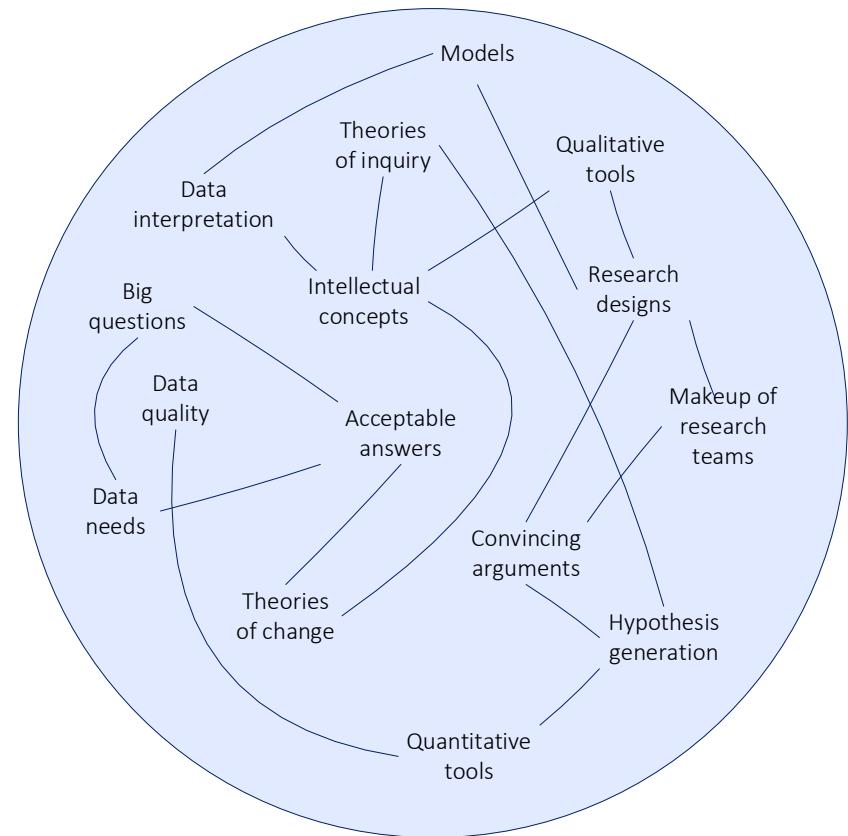 Models
Theories
of inquiry
Qualitative
tools
Data
interpretation
Research
designs
Intellectual
concepts
Big
questions
Data
quality
Makeup of
research
teams
Acceptable
answers
Data
needs
Convincing
arguments
Theories
of change
Hypothesis
generation
Quantitative
tools